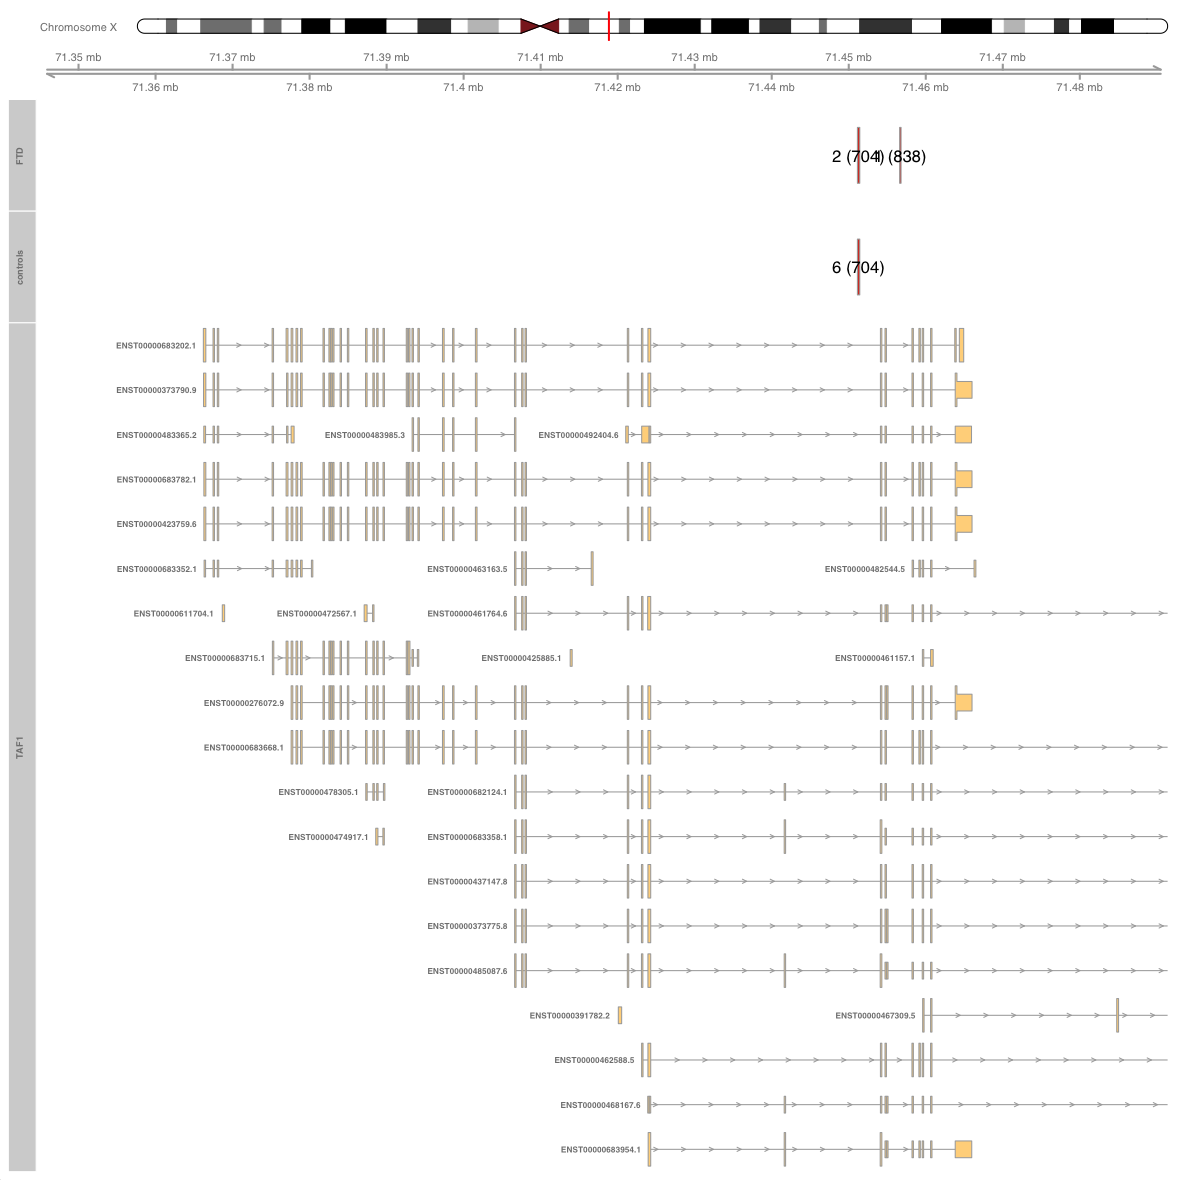 Chromosome X
71.35 mb 71.37 mb 71.39 mb 71.41 mb 71.43 mb 71.45 mb 71.47 mb
71.36 mb 71.38 mb 71.4 mb 71.42 mb 71.44 mb 71.46 mb 71.48 mb
FTD
2 (704) (838)
controls
6 (704)
TAF1
ENST00000683202.1
ENST00000373790.9
ENST00000483365.2 ENST00000483985.3 ENST00000492404.6
ENST00000683782.1
ENST00000423759.6
ENST00000683352.1 ENST00000463163.5 ENST00000482544.5
ENST00000611704.1 ENST00000472567.1 ENST00000461764.6
ENST00000683715.1 ENST00000425885.1 ENST00000461157.1
ENST00000276072.9
ENST00000683668.1
ENST00000478305.1 ENST00000682124.1
ENST00000474917.1 ENST00000683358.1
ENST00000437147.8
ENST00000373775.8
ENST00000485087.6
ENST00000391782.2 ENST00000467309.5
ENST00000462588.5
ENST00000468167.6
ENST00000683954.1